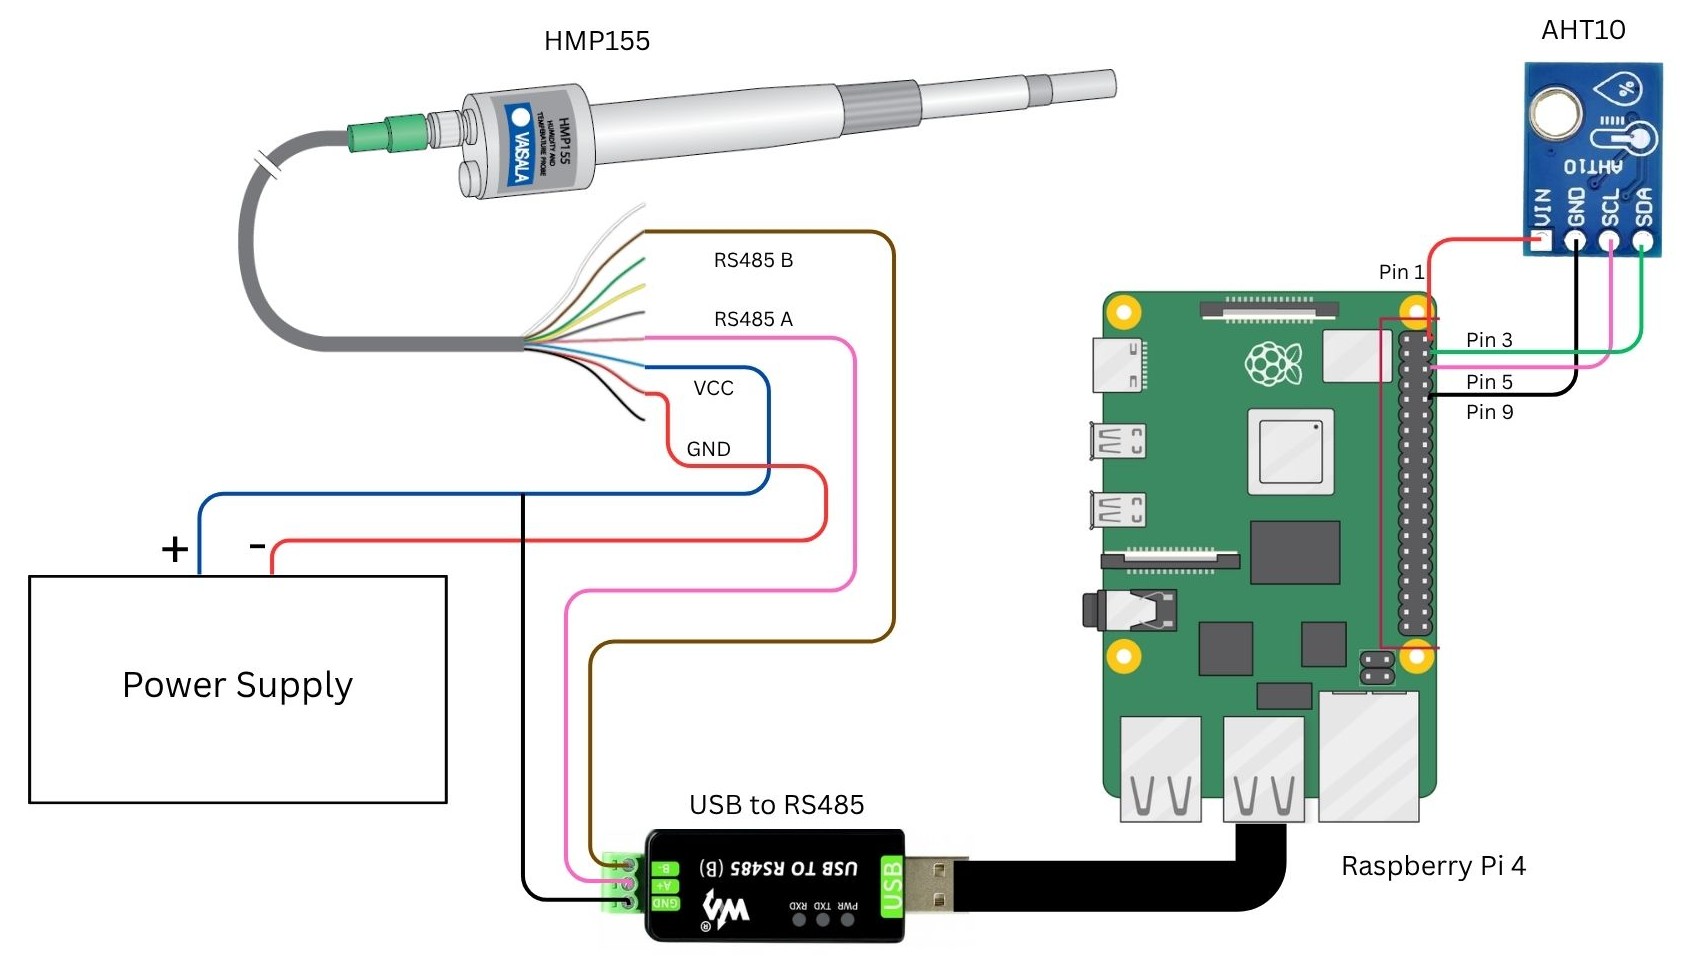 HMP155
AHT10
VAISALA
HMP155
HUMIDITY AND
TEMPERATURE PROBE
%
AHT10
VIN
GND
SCL
SDA
RS485 B
RS485 A
VCC
GND
Pin 1
Pin 3
Pin 5
Pin 9
+
-
Power Supply
USB to RS485
B-
A+
GND
USB TO RS485 (B)
RXD TXD PWR
®
USB
Raspberry Pi 4